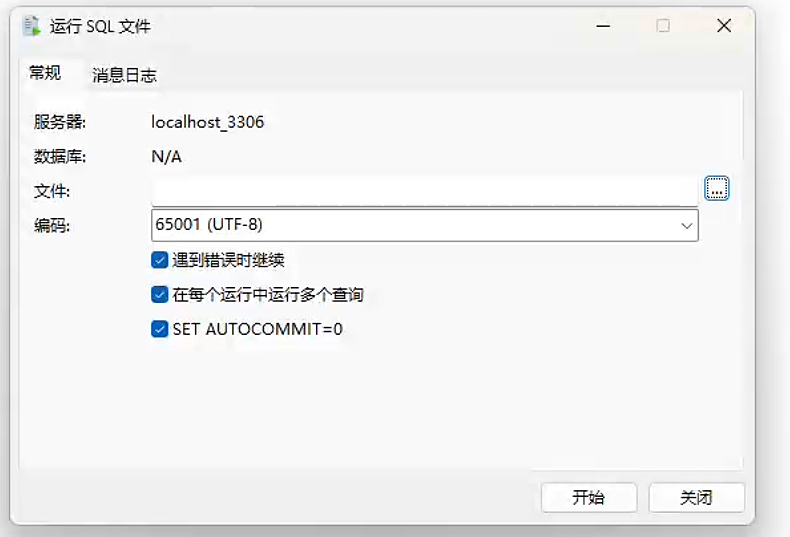 运行 SQL 文件
常规 消息日志
服务器: localhost_3306
数据库: N/A
文件: ...
编码: 65001 (UTF-8)
遇到错误时继续
在每个运行中运行多个查询
SET AUTOCOMMIT=0
开始 关闭